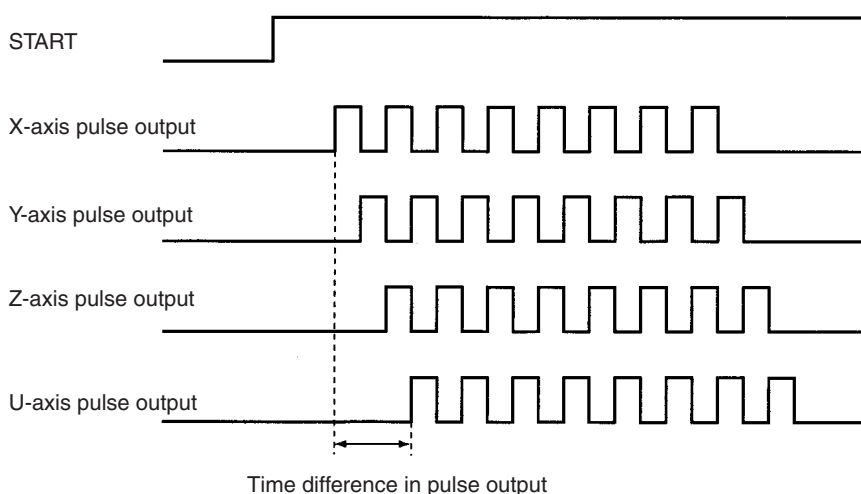 START
X-axis pulse output
Y-axis pulse output
Z-axis pulse output
U-axis pulse output
Time difference in pulse output